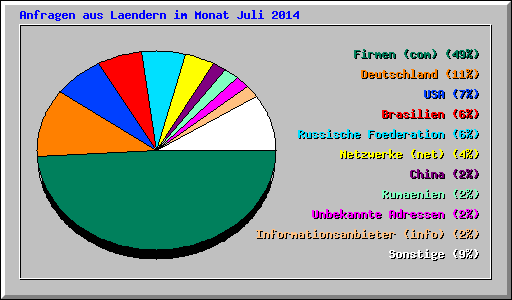 Anfragen aus Laendern im Monat Juli 2014
Firmen (com) (49%)
Deutschland (11%)
USA (7%)
Brasilien (6%)
Russische Foederation (6%)
Netzwerke (net) (4%)
China (2%)
Rumaenien (2%)
Unbekannte Adressen (2%)
Informationsanbieter (info) (2%)
Sonstige (9%)